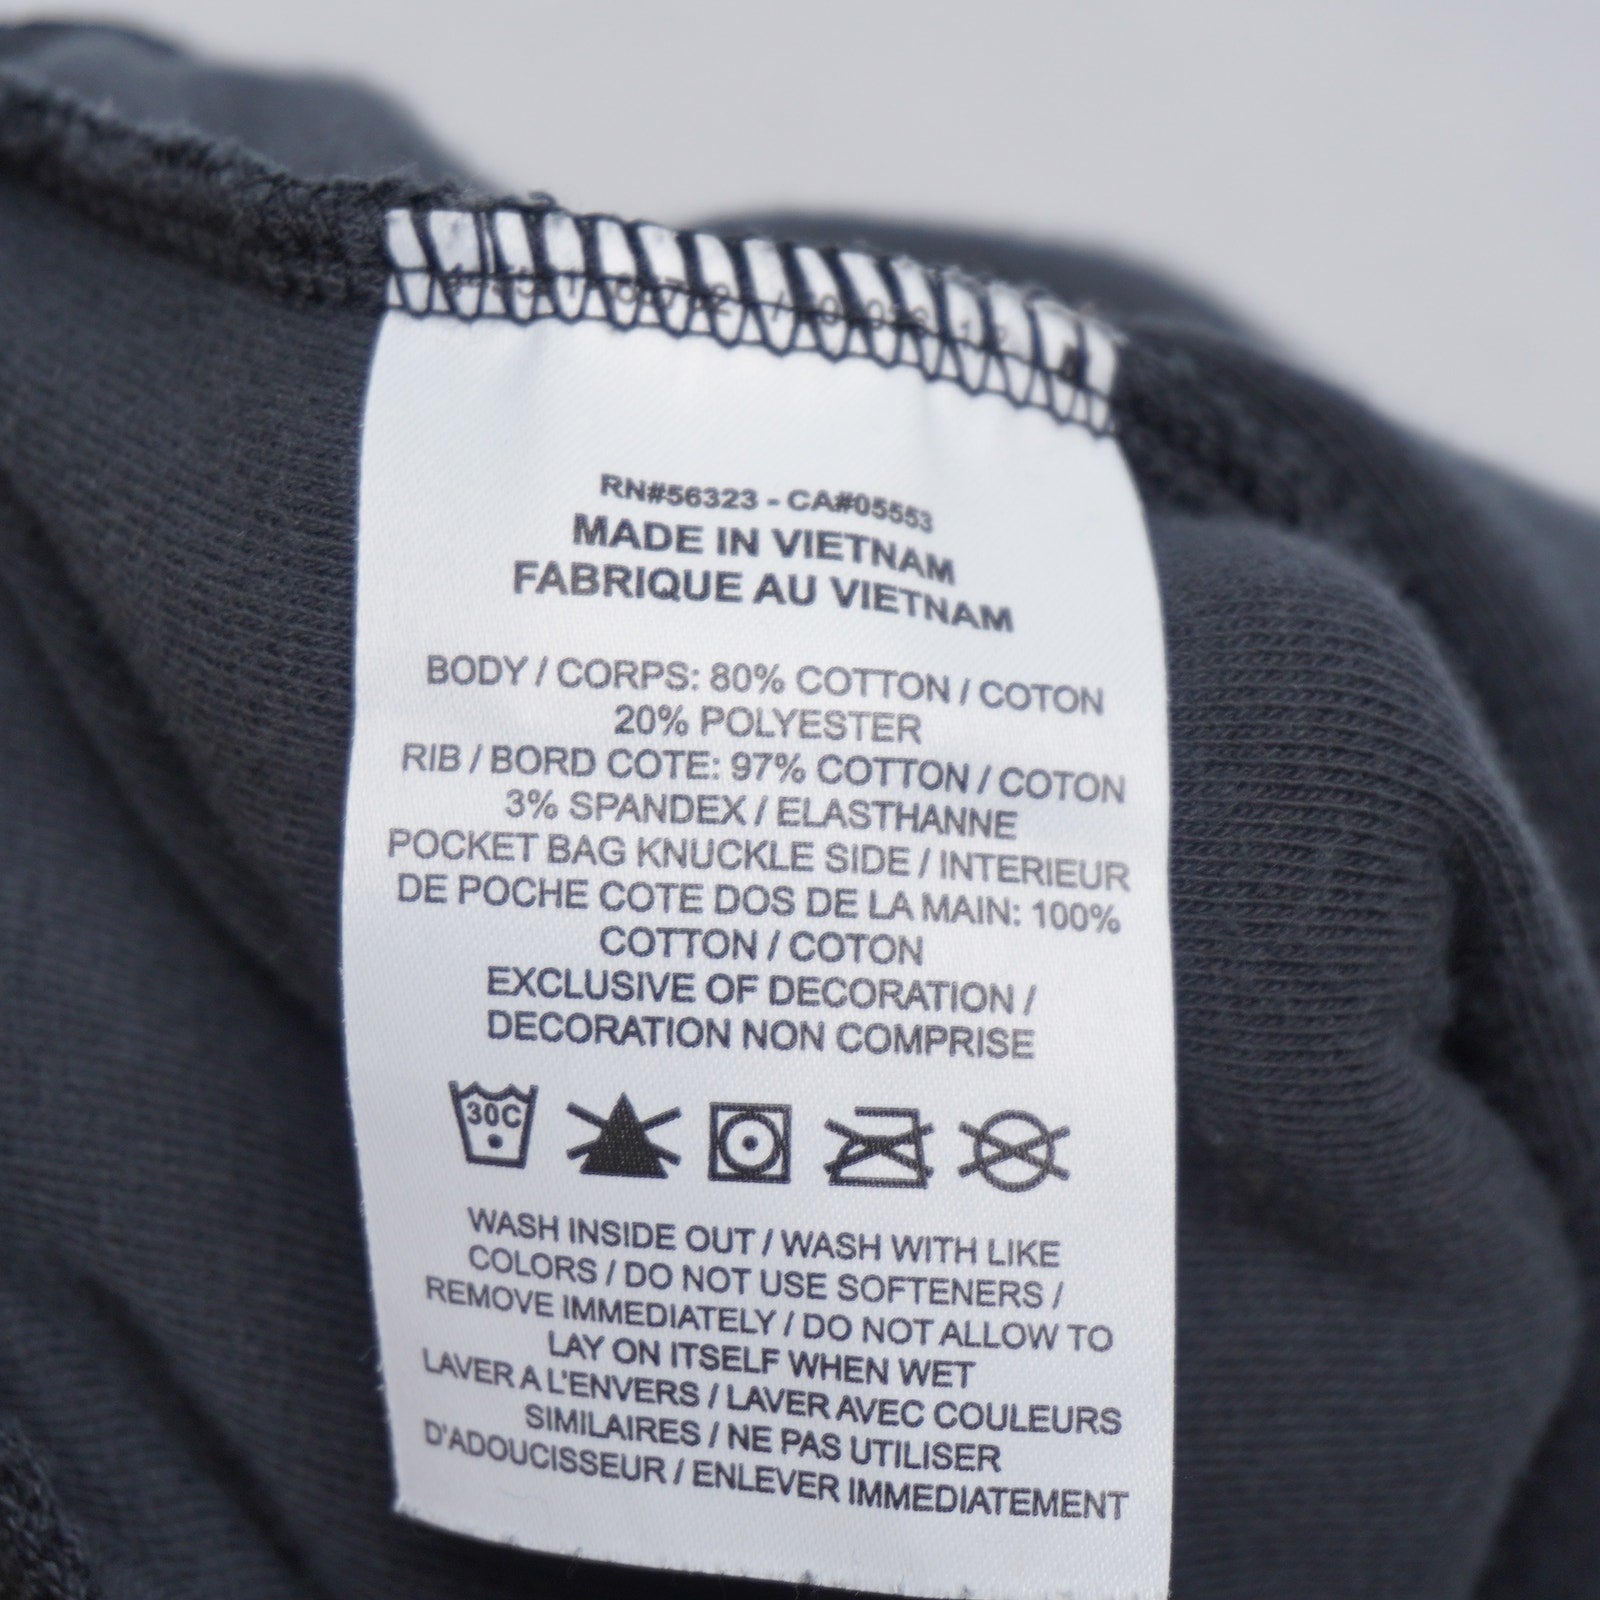 RN#56323 - CA#05553
MADE IN VIETNAM
FABRIQUE AU VIETNAM
BODY / CORPS: 80% COTTON / COTON
20% POLYESTER
RIB / BORD COTE: 97% COTTON / COTON
3% SPANDEX / ELASTHANNE
POCKET BAG KNUCKLE SIDE / INTERIEUR
DE POCHE COTE DOS DE LA MAIN: 100%
COTTON / COTON
EXCLUSIVE OF DECORATION /
DECORATION NON COMPRISE
30C
WASH INSIDE OUT / WASH WITH LIKE
COLORS / DO NOT USE SOFTENERS /
REMOVE IMMEDIATELY / DO NOT ALLOW TO
LAY ON ITSELF WHEN WET
LAVER A L'ENVERS / LAVER AVEC COULEURS
SIMILAIRES / NE PAS UTILISER
D'ADOUCISSEUR / ENLEVER IMMEDIATEMENT